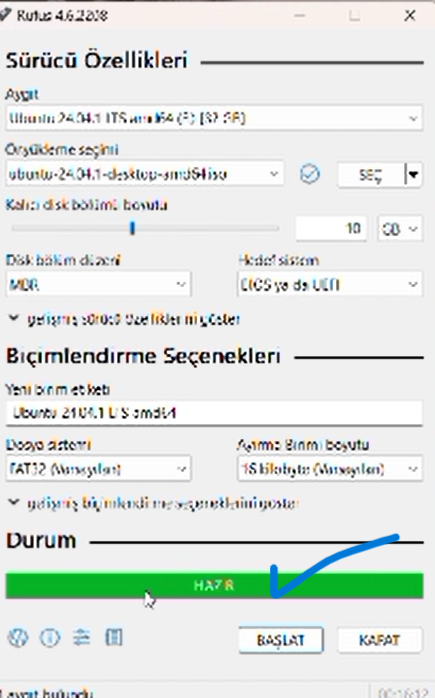 Rufus 4.6.2208
Sürücü Özellikleri
Aygıt
Ubuntu 24.04.1 LTS amd64 (E:) [32 GB]
Önyükleme seçimi
ubuntu-24.04.1-desktop-amd64.iso
SEÇ
Kalıcı disk bölümü boyutu
10
GB
Disk bölüm düzeni
Hedef sistem
MBR
BIOS ya da UEFI
gelişmiş sürücü özelliklerini göster
Biçimlendirme Seçenekleri
Yeni birim etiketi
Ubuntu 24.04.1 LTS amd64
Dosya sistemi
Ayırma Birimi boyutu
FAT32 (Varsayılan)
16 kilobyte (Varsayılan)
gelişmiş biçimlendirme seçeneklerini göster
Durum
HAZIR
BAŞLAT
KAPAT
1 aygıt bulundu
00:16:12